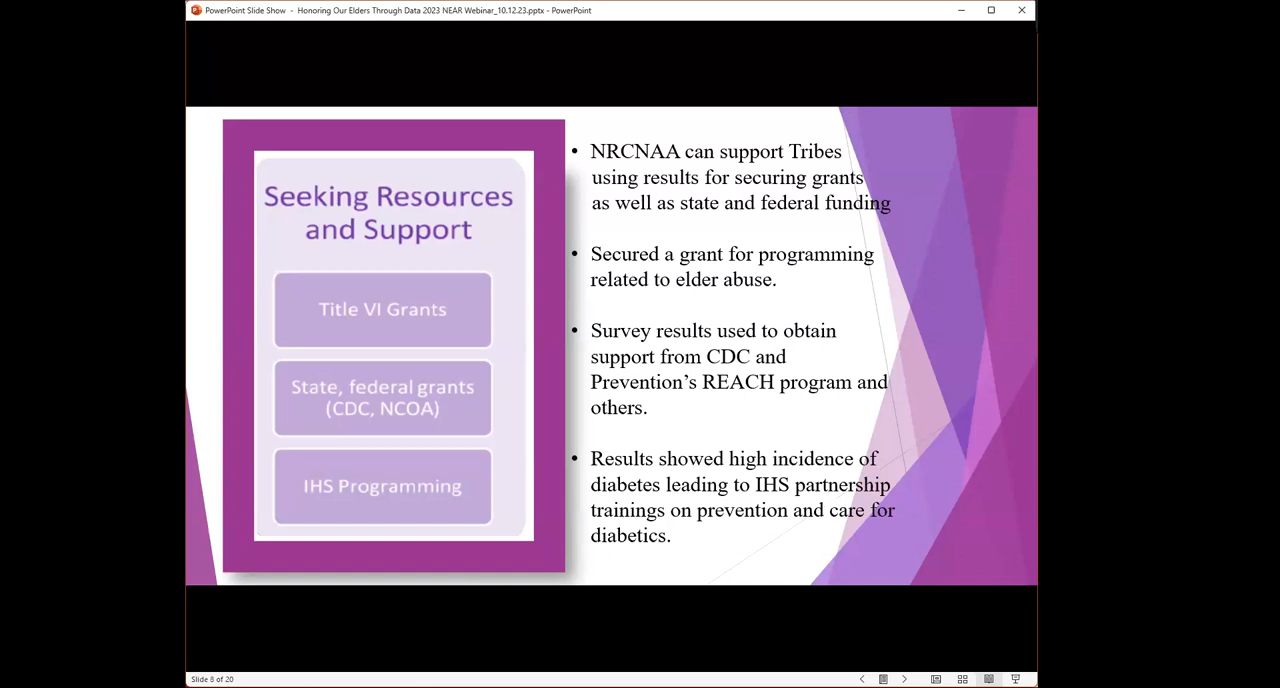 PowerPoint Slide Show - Honoring Our Elders Through Data 2023 NEAR Webinar_10.12.23.pptx - PowerPoint
Seeking Resources
and Support
Title VI Grants
State, federal grants
(CDC, NCOA)
IHS Programming
• NRCNAA can support Tribes
using results for securing grants
as well as state and federal funding
• Secured a grant for programming
related to elder abuse.
• Survey results used to obtain
support from CDC and
Prevention’s REACH program and
others.
• Results showed high incidence of
diabetes leading to IHS partnership
trainings on prevention and care for
diabetics.
Slide 8 of 20